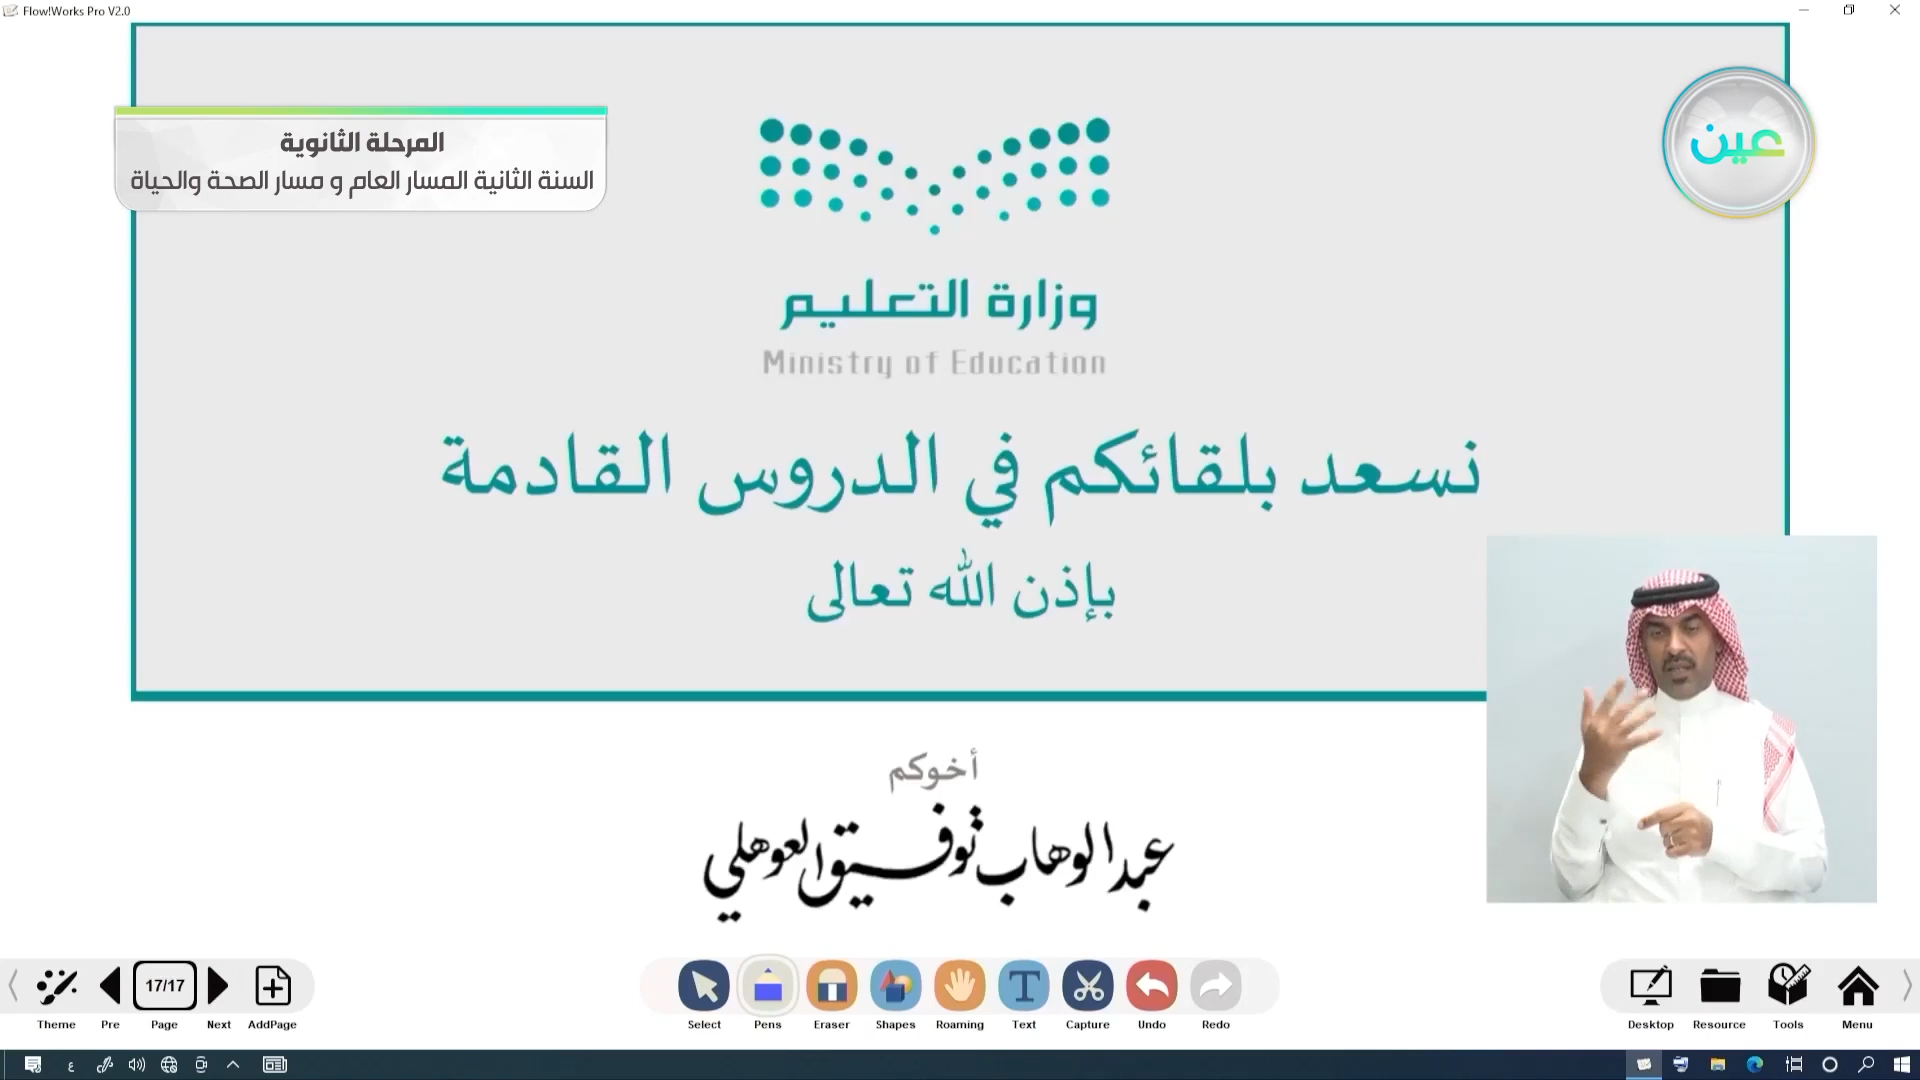 Flow!Works Pro V2.0
المرحلة الثانوية
السنة الثانية المسار العام و مسار الصحة والحياة
عين
وزارة التعليم
Ministry of Education
نسعد بلقائكم في الدروس القادمة
بإذن الله تعالى
أخوكم
عبدالوهاب توفيق العوهلي
17/17
Theme Pre Page Next AddPage
Select Pens Eraser Shapes Roaming Text Capture Undo Redo
Desktop Resource Tools Menu
ع